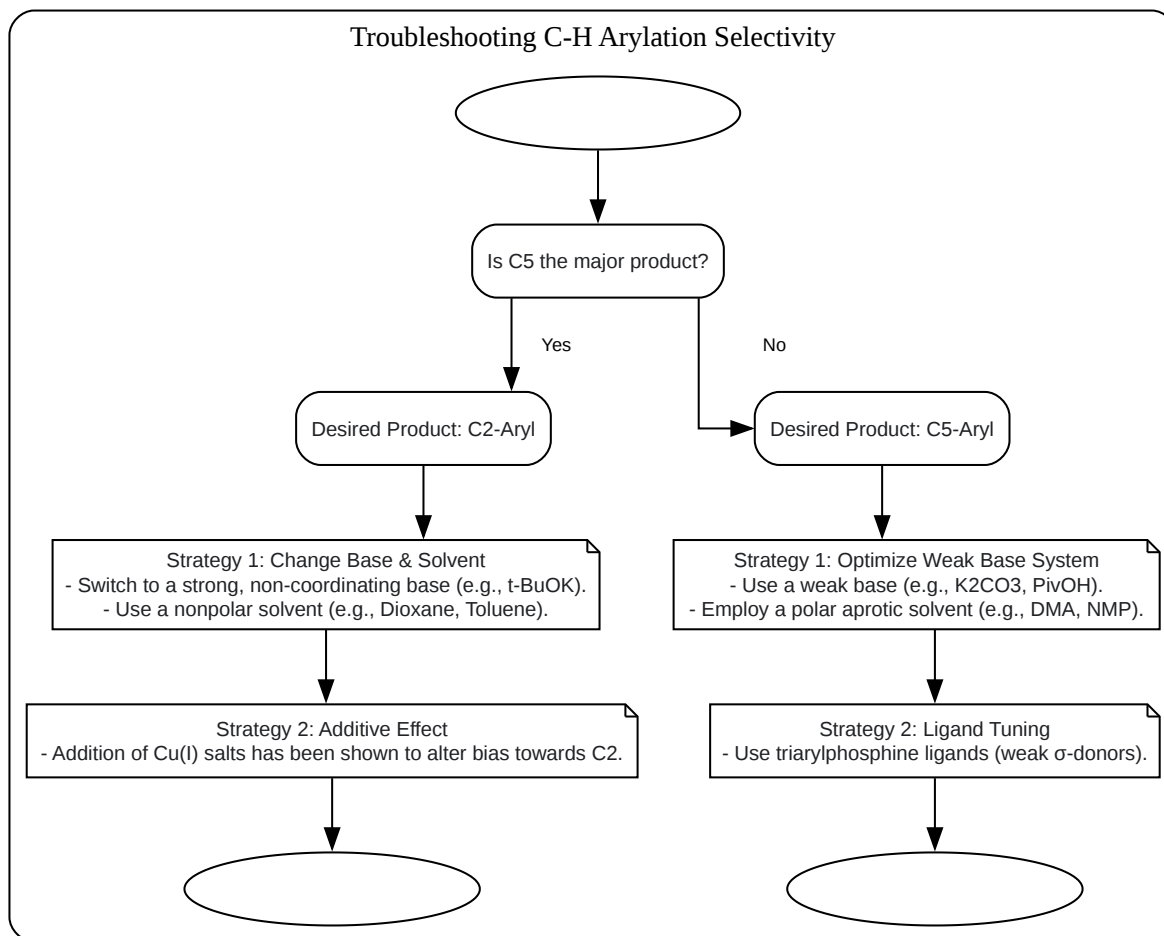 Troubleshooting C-H Arylation Selectivity
Is C5 the major product?
Yes
No
Desired Product: C2-Aryl
Desired Product: C5-Aryl
Strategy 1: Change Base & Solvent
- Switch to a strong, non-coordinating base (e.g., t-BuOK).
- Use a nonpolar solvent (e.g., Dioxane, Toluene).
Strategy 1: Optimize Weak Base System
- Use a weak base (e.g., K2CO3, PivOH).
- Employ a polar aprotic solvent (e.g., DMA, NMP).
Strategy 2: Additive Effect
- Addition of Cu(I) salts has been shown to alter bias towards C2.
Strategy 2: Ligand Tuning
- Use triarylphosphine ligands (weak σ-donors).